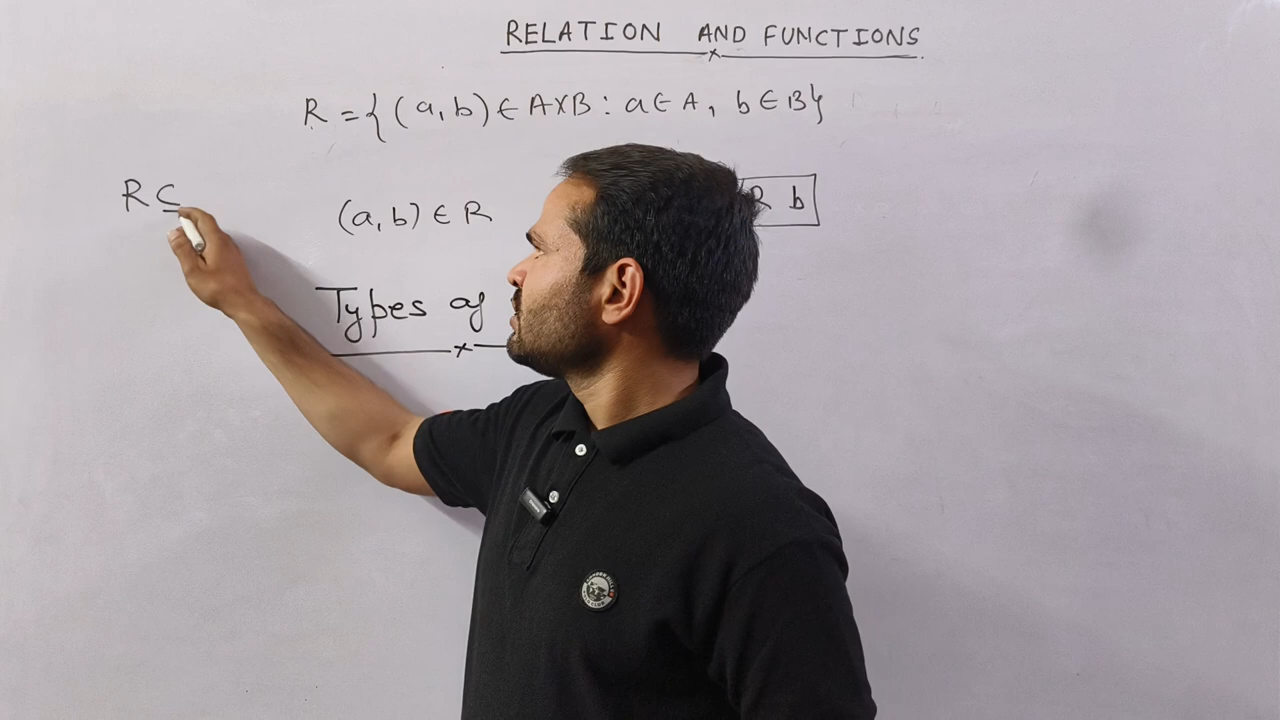 RELATION AND FUNCTIONS
R = { (a, b) ∈ A×B : a ∈ A, b ∈ B}
R ⊆
(a, b) ∈ R
R b
Types of